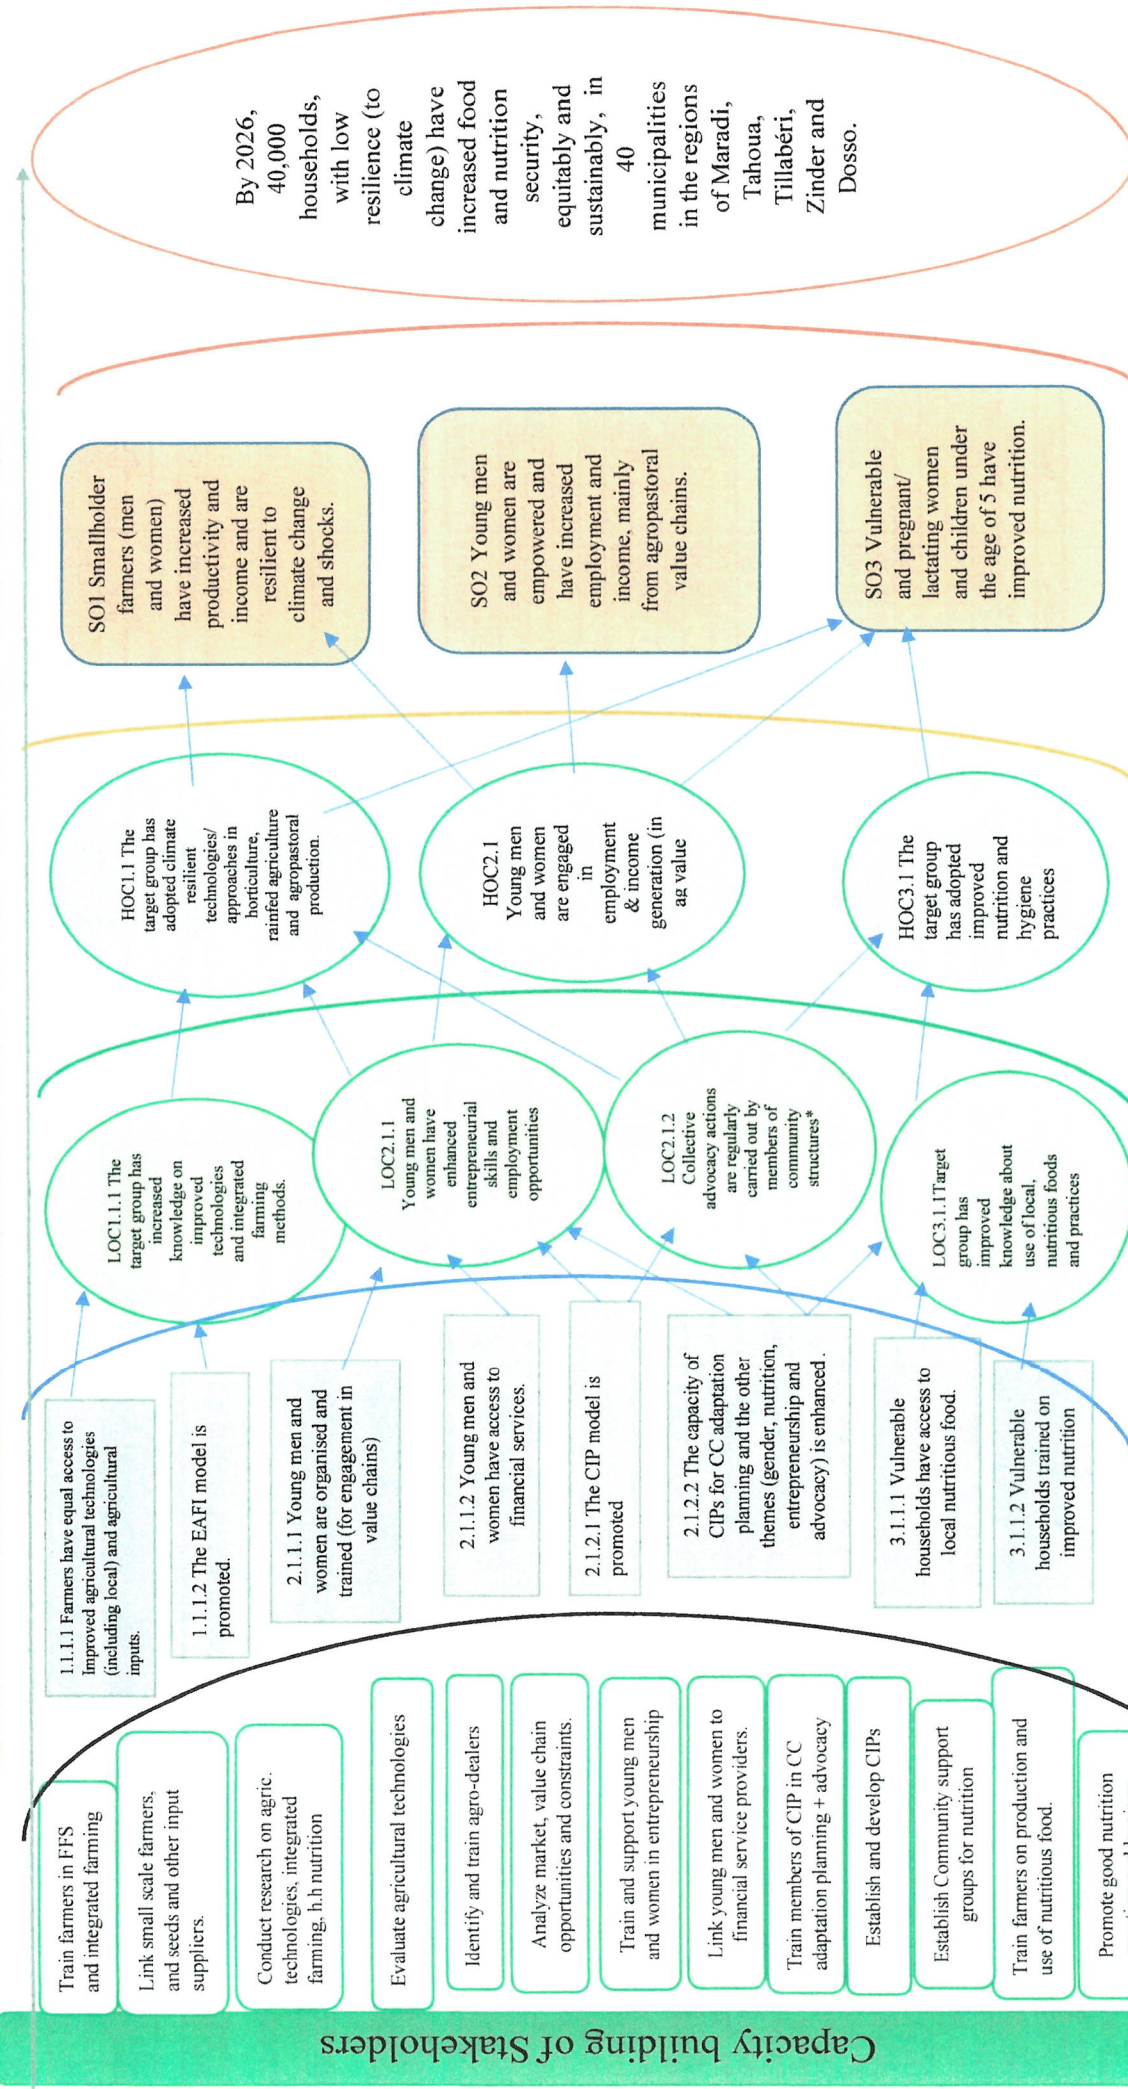 Capacity building of Stakeholders
Train farmers in FFS
and integrated farming
Link small scale farmers,
and seeds and other input
suppliers.
Conduct research on agric.
technologies, integrated
farming, h.h nutrition
Evaluate agricultural technologies
Identify and train agro-dealers
Analyze market, value chain
opportunities and constraints.
Train and support young men
and women in entrepreneurship
Link young men and women to
financial service providers.
Train members of CIP in CC
adaptation planning + advocacy
Establish and develop CIPs
Establish Community support
groups for nutrition
Train farmers on production and
use of nutritious food.
Promote good nutrition
1.1.1.1 Farmers have equal access to
Improved agricultural technologies
(including local) and agricultural
inputs.
1.1.1.2 The EAFI model is
promoted.
2.1.1.1 Young men and
women are organised and
trained (for engagement in
value chains)
2.1.1.2 Young men and
women have access to
financial services.
2.1.2.1 The CIP model is
promoted
2.1.2.2 The capacity of
CIPs for CC adaptation
planning and the other
themes (gender, nutrition,
entrepreneurship and
advocacy) is enhanced .
3.1.1.1 Vulnerable
households have access to
local nutritious food.
3.1.1.2 Vulnerable
households trained on
improved nutrition
LOC1.1.1 The
target group has
increased
knowledge on
improved
technologies
and integrated
farming
methods.
LOC2.1.1
Young men and
women have
enhanced
entrepreneurial
skills and
employment
opportunities
LOC2.1.2
Collective
advocacy actions
are regularly
carried out by
members of
community
structures*
LOC3.1.1Target
group has
improved
knowledge about
use of local,
nutritious foods
and practices
HOC1.1 The
target group has
adopted climate
resilient
technologies/
approaches in
horticulture,
rainfed agriculture
and agropastoral
production.
HOC2.1
Young men
and women
are engaged
in
employment
& income
generation (in
ag value
HOC3.1 The
target group
has adopted
improved
nutrition and
hygiene
practices
SO1 Smallholder
farmers (men
and women)
have increased
productivity and
income and are
resilient to
climate change
and shocks.
SO2 Young men
and women are
empowered and
have increased
employment and
income, mainly
from agropastoral
value chains.
SO3 Vulnerable
and pregnant/
lactating women
and children under
the age of 5 have
improved nutrition.
By 2026,
40,000
households,
with low
resilience (to
climate
change) have
increased food
and nutrition
security,
equitably and
sustainably, in
40
municipalities
in the regions
of Maradi,
Tahoua,
Tillabéri,
Zinder and
Dosso.